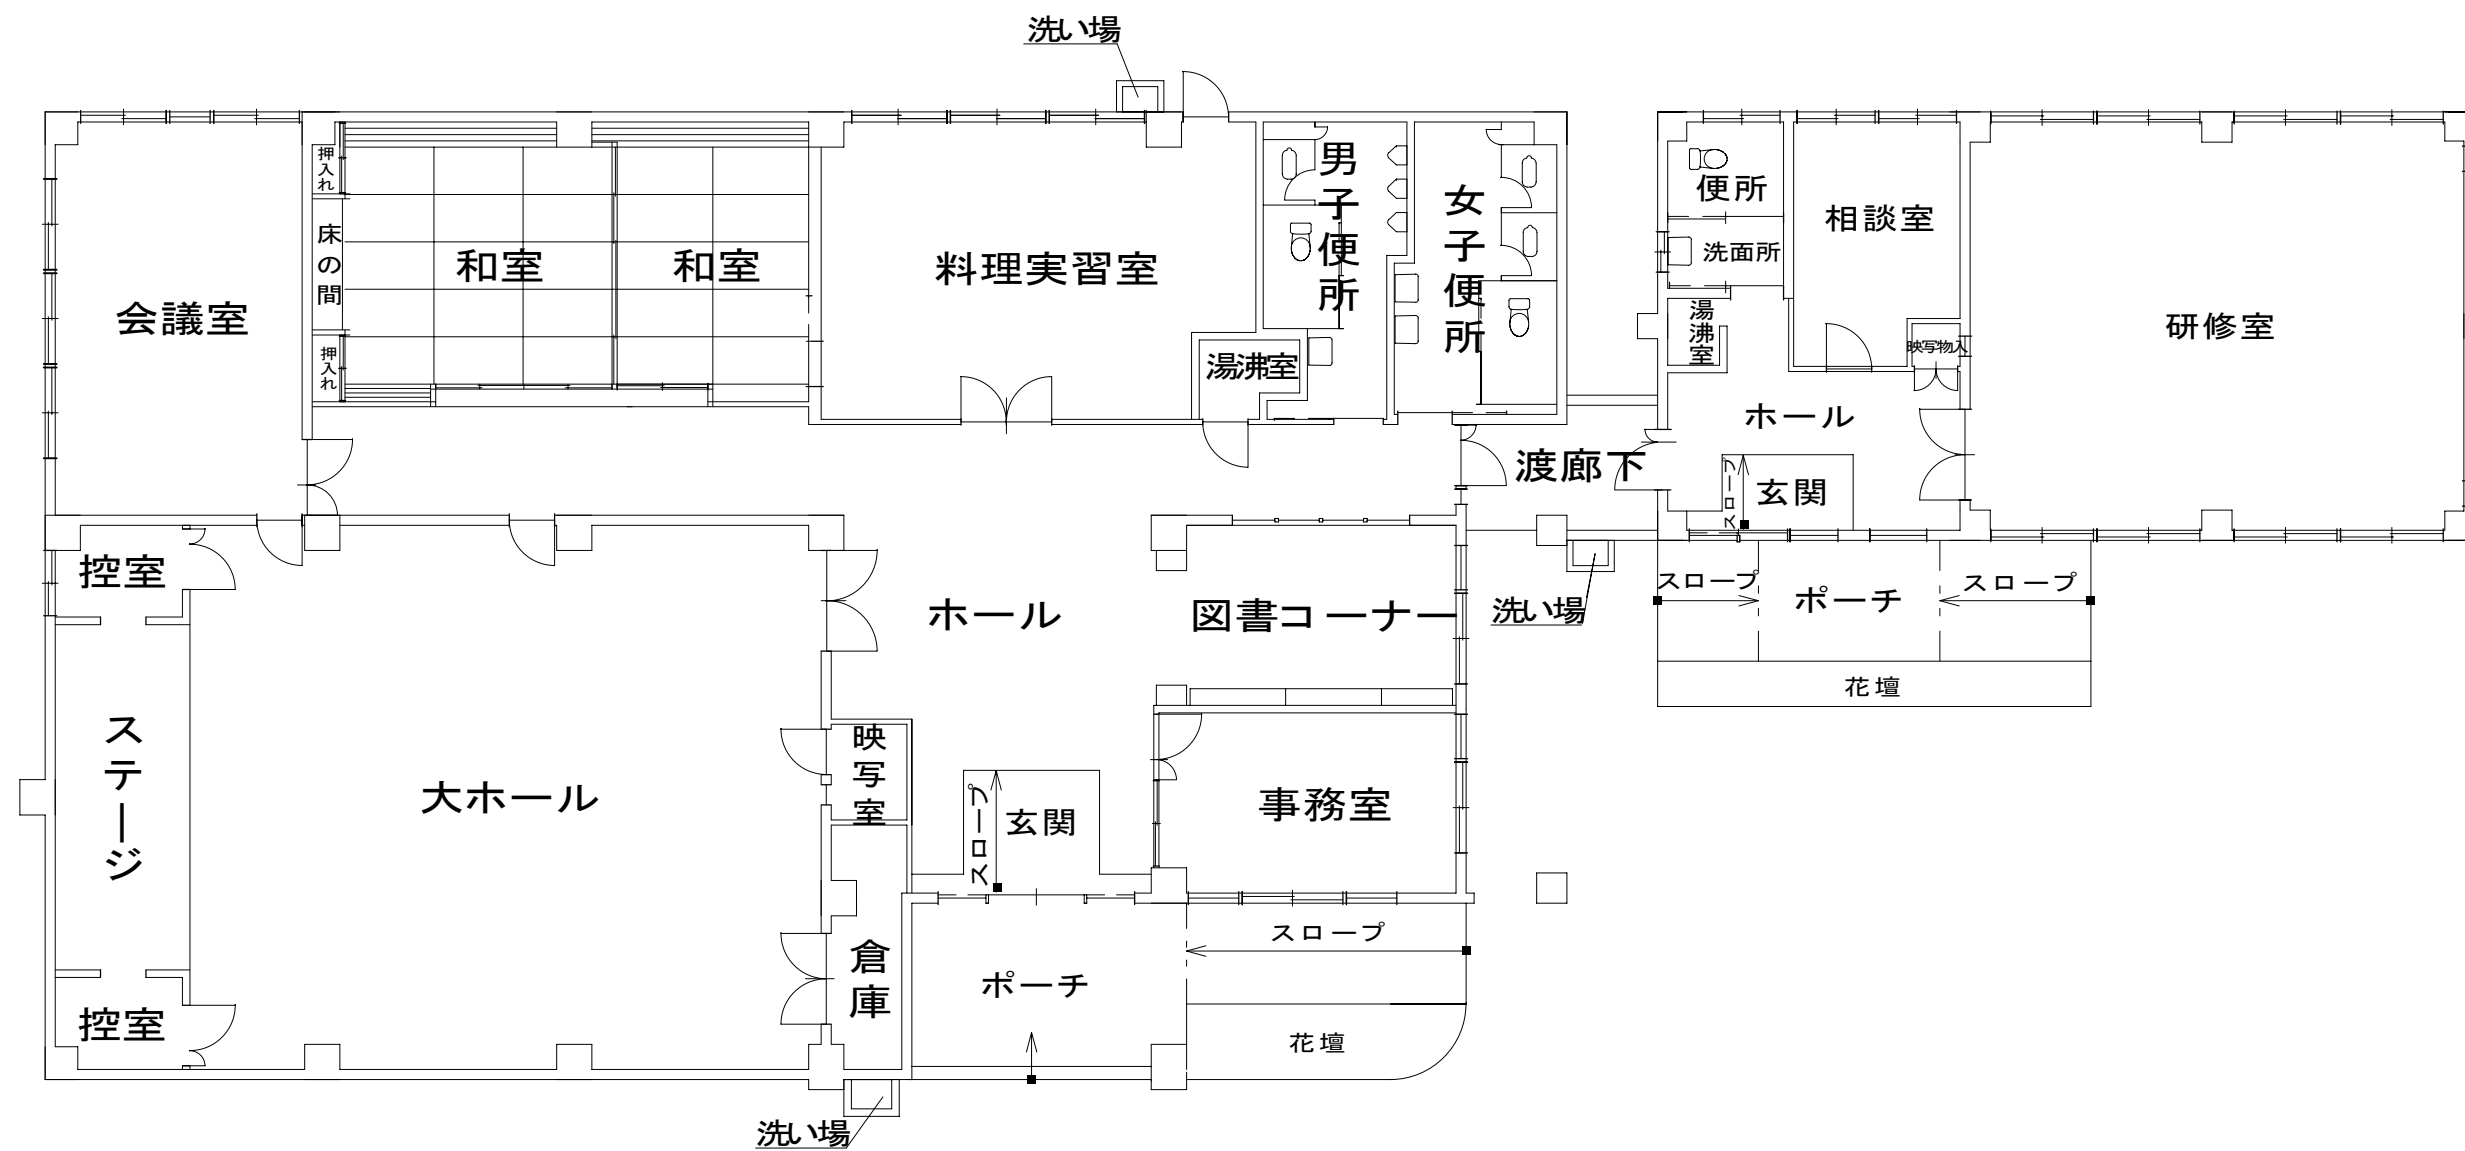 洗い場
会議室
押入れ
床の間
押入れ
和室
和室
料理実習室
湯沸室
男子便所
女子便所
渡廊下
便所
洗面所
湯沸室
相談室
映写物入
研修室
ホール
スロープ
玄関
スロープ
ポーチ
スロープ
花壇
洗い場
控室
ステージ
控室
大ホール
ホール
図書コーナー
映写室
倉庫
スロープ
玄関
事務室
ポーチ
スロープ
花壇
洗い場